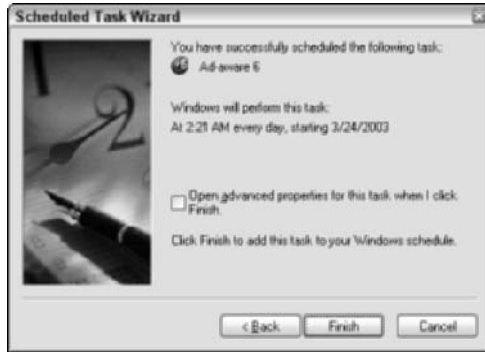 Scheduled Task Wizard
You have successfully scheduled the following task:
Ad-aware 6
Windows will perform this task:
At 2:21 AM every day, starting 3/24/2003
Open advanced properties for this task when I click
Finish.
Click Finish to add this task to your Windows schedule.
< Back Finish Cancel